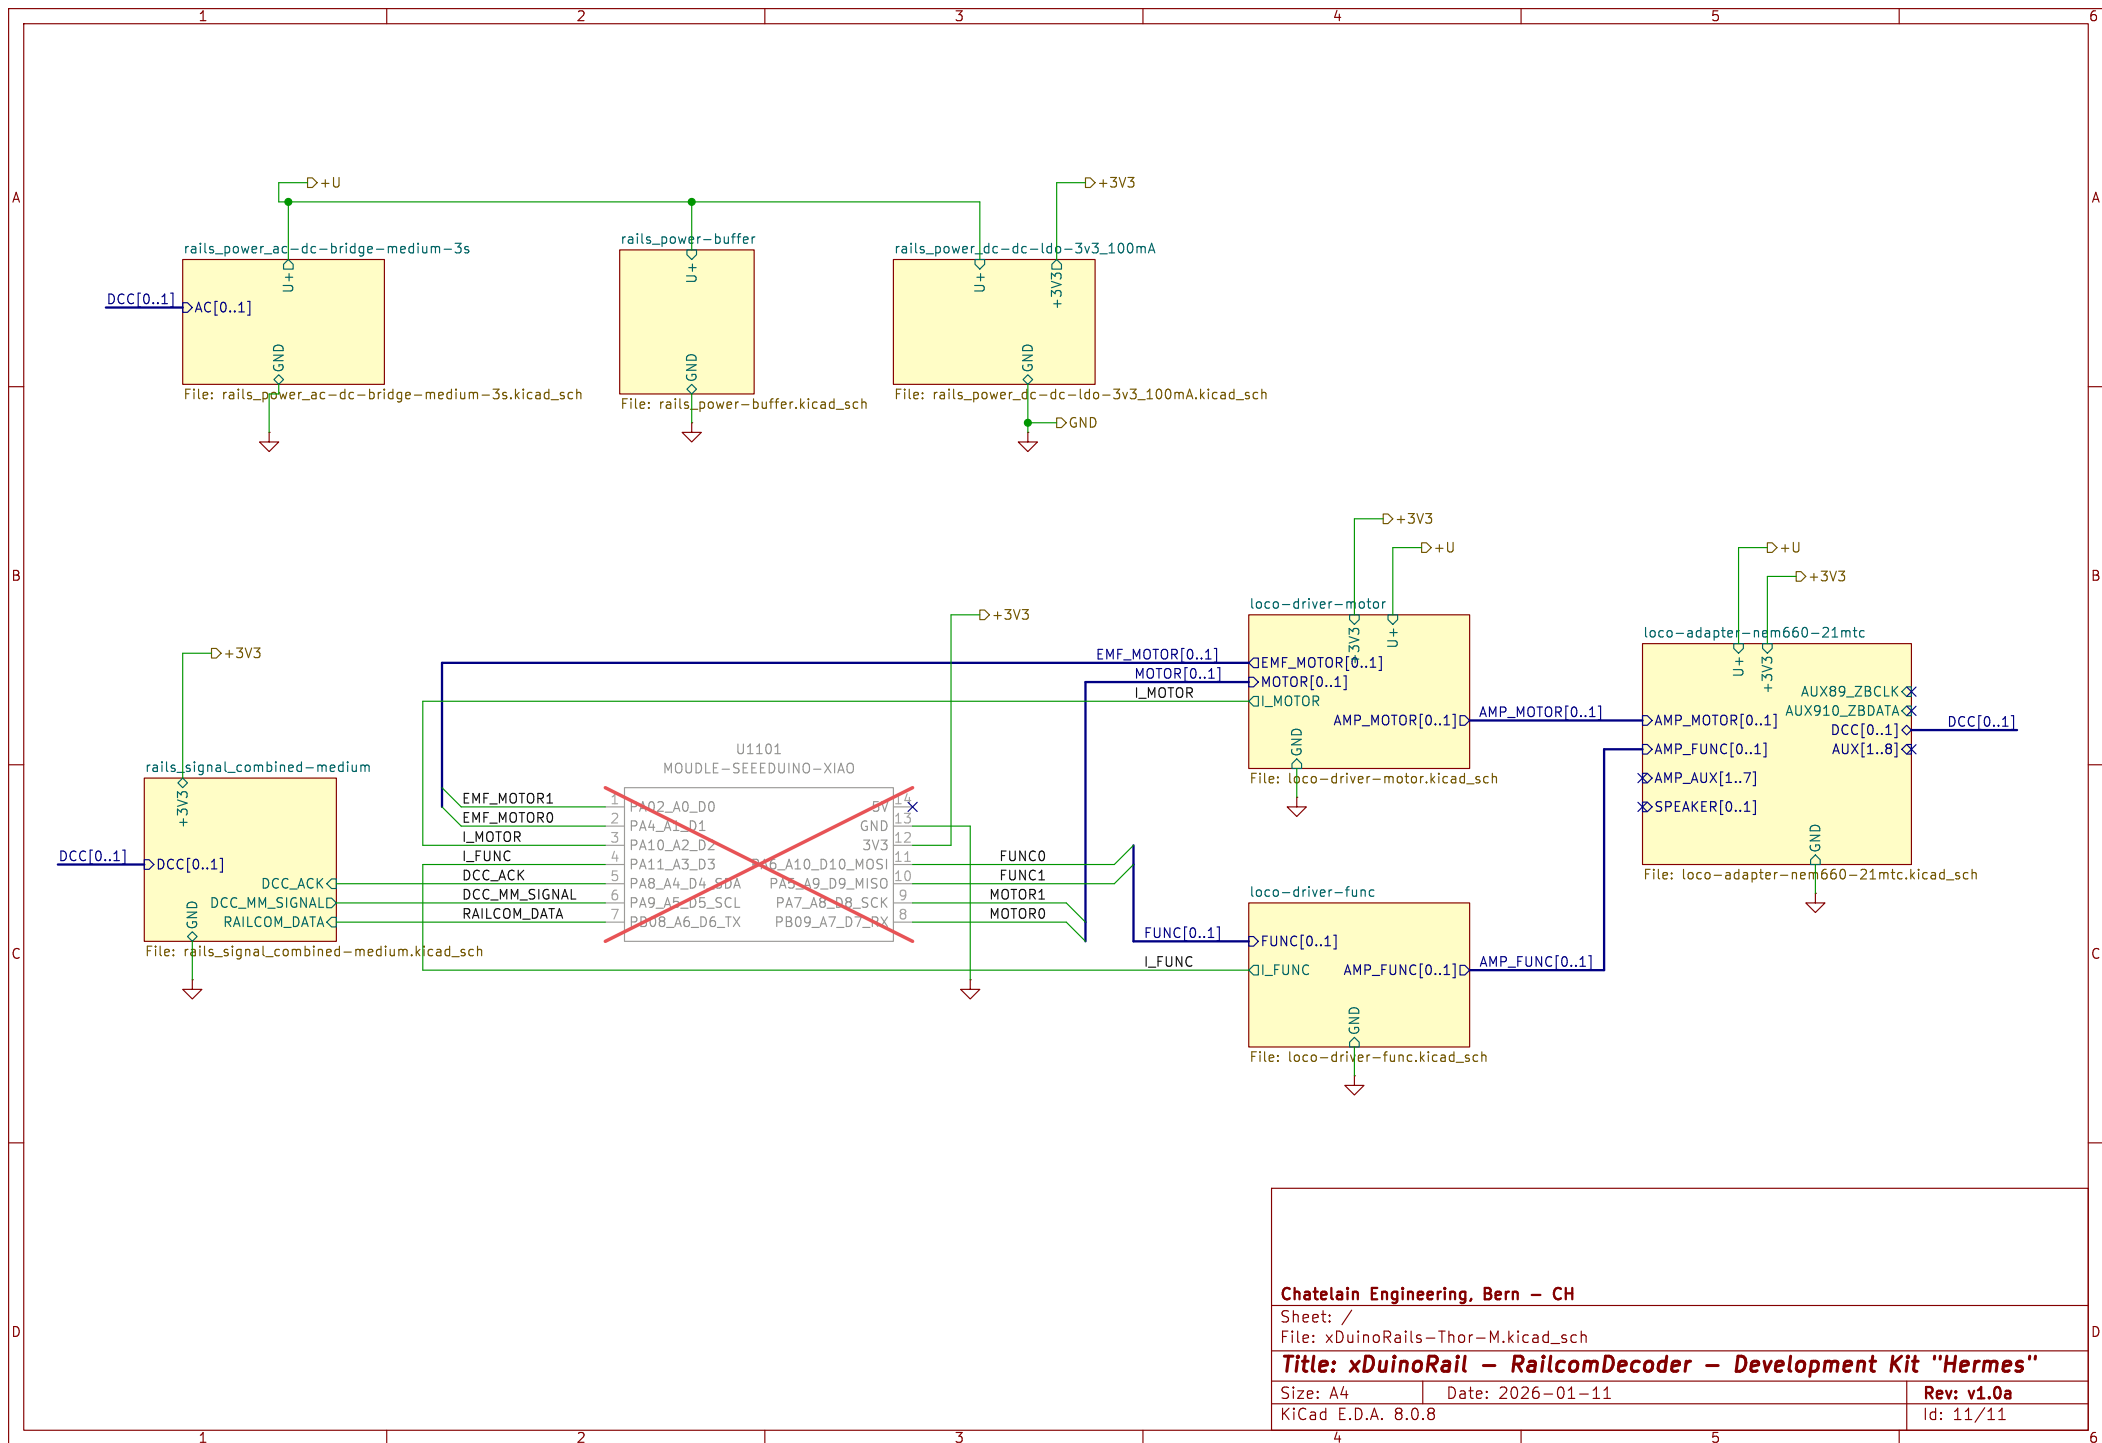 1 2 3 4 5 6
A A
B B
C C
D D
+U
+3V3
rails_power_ac-dc-bridge-medium-3s
U+
DCC[0..1]
AC[0..1]
GND
File: rails_power_ac-dc-bridge-medium-3s.kicad_sch
rails_power-buffer
U+
GND
File: rails_power-buffer.kicad_sch
rails_power_dc-dc-ldo-3v3_100mA
U+
+3V3
GND
File: rails_power_dc-dc-ldo-3v3_100mA.kicad_sch
GND
+3V3
rails_signal_combined-medium
+3V3
DCC[0..1]
DCC[0..1]
DCC_ACK
DCC_MM_SIGNAL
RAILCOM_DATA
GND
File: rails_signal_combined-medium.kicad_sch
EMF_MOTOR1
EMF_MOTOR0
I_MOTOR
I_FUNC
DCC_ACK
DCC_MM_SIGNAL
RAILCOM_DATA
U1101
MOUDLE-SEEEDUINO-XIAO
1 PA02_A0_D0
2 PA4_A1_D1
3 PA10_A2_D2
4 PA11_A3_D3
5 PA8_A4_D4_SDA
6 PA9_A5_D5_SCL
7 PB08_A6_D6_TX
5V 14
GND 13
3V3 12
PA6_A10_D10_MOSI 11
PA5_A9_D9_MISO 10
PA7_A8_D8_SCK 9
PB09_A7_D7_RX 8
+3V3
FUNC0
FUNC1
MOTOR1
MOTOR0
EMF_MOTOR[0..1]
MOTOR[0..1]
I_MOTOR
+3V3
+U
loco-driver-motor
+3V3
U+
EMF_MOTOR[0..1]
MOTOR[0..1]
I_MOTOR
AMP_MOTOR[0..1]
GND
File: loco-driver-motor.kicad_sch
AMP_MOTOR[0..1]
FUNC[0..1]
I_FUNC
loco-driver-func
FUNC[0..1]
I_FUNC
AMP_FUNC[0..1]
GND
File: loco-driver-func.kicad_sch
AMP_FUNC[0..1]
+U
+3V3
loco-adapter-nem660-21mtc
U+
+3V3
AUX89_ZBCLK
AUX910_ZBDATA
AMP_MOTOR[0..1]
DCC[0..1]
AMP_FUNC[0..1]
AUX[1..8]
AMP_AUX[1..7]
SPEAKER[0..1]
GND
File: loco-adapter-nem660-21mtc.kicad_sch
DCC[0..1]
Chatelain Engineering, Bern - CH
Sheet: /
File: xDuinoRails-Thor-M.kicad_sch
Title: xDuinoRail - RailcomDecoder - Development Kit "Hermes"
Size: A4 Date: 2026-01-11 Rev: v1.0a
KiCad E.D.A. 8.0.8 Id: 11/11
1 2 3 4 5 6